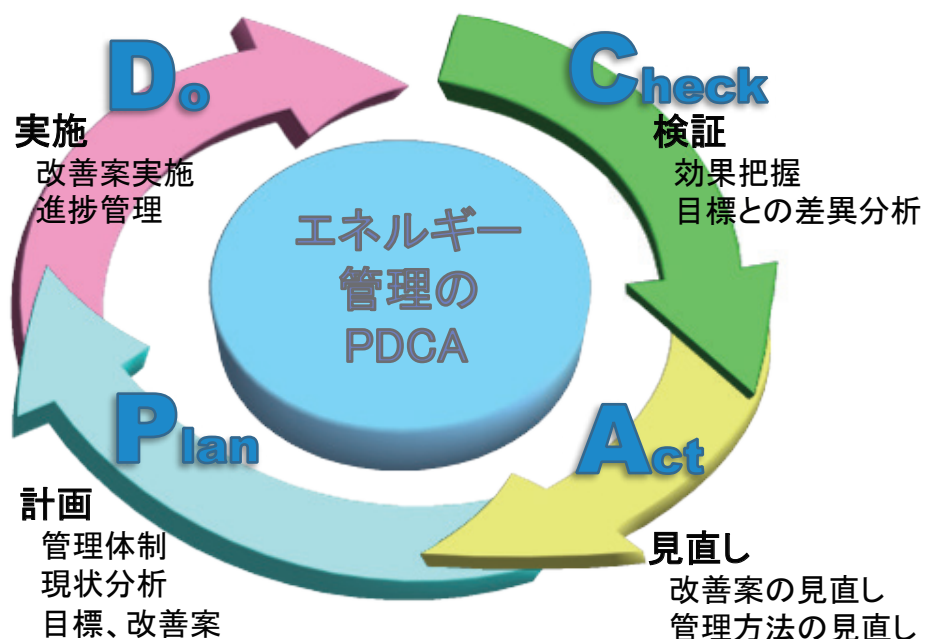 Do
実施
改善案実施
進捗管理
Check
検証
効果把握
目標との差異分析
エネルギー
管理の
PDCA
Plan
計画
管理体制
現状分析
目標、改善案
Act
見直し
改善案の見直し
管理方法の見直し